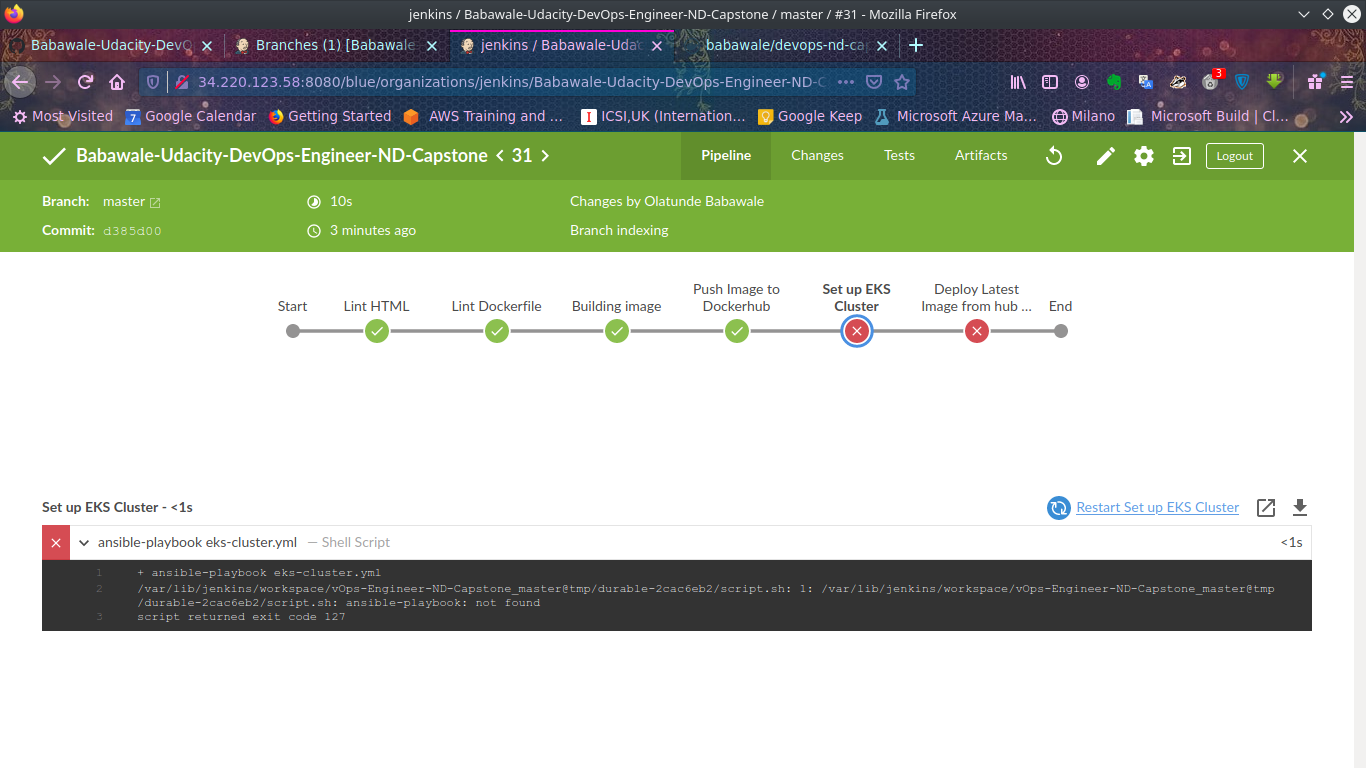 jenkins / Babawale-Udacity-DevOps-Engineer-ND-Capstone / master / #31 - Mozilla Firefox
Babawale-Udacity-DevO
Branches (1) [Babawale
jenkins / Babawale-Udac
babawale/devops-nd-ca
34.220.123.58:8080/blue/organizations/jenkins/Babawale-Udacity-DevOps-Engineer-ND-C
3
Most Visited
7 Google Calendar
Getting Started
AWS Training and ...
I ICSI,UK (Internation...
Google Keep
Microsoft Azure Ma...
Milano
Microsoft Build | Cl...
Babawale-Udacity-DevOps-Engineer-ND-Capstone < 31 >
Pipeline
Changes
Tests
Artifacts
Logout
Branch: master
10s
Changes by Olatunde Babawale
Commit: d385d00
3 minutes ago
Branch indexing
Start
Lint HTML
Lint Dockerfile
Building image
Push Image to
Dockerhub
Set up EKS
Cluster
Deploy Latest
Image from hub ...
End
Set up EKS Cluster - <1s
Restart Set up EKS Cluster
ansible-playbook eks-cluster.yml — Shell Script
<1s
1 + ansible-playbook eks-cluster.yml
2 /var/lib/jenkins/workspace/vOps-Engineer-ND-Capstone_master@tmp/durable-2cac6eb2/script.sh: 1: /var/lib/jenkins/workspace/vOps-Engineer-ND-Capstone_master@tmp
/durable-2cac6eb2/script.sh: ansible-playbook: not found
3 script returned exit code 127